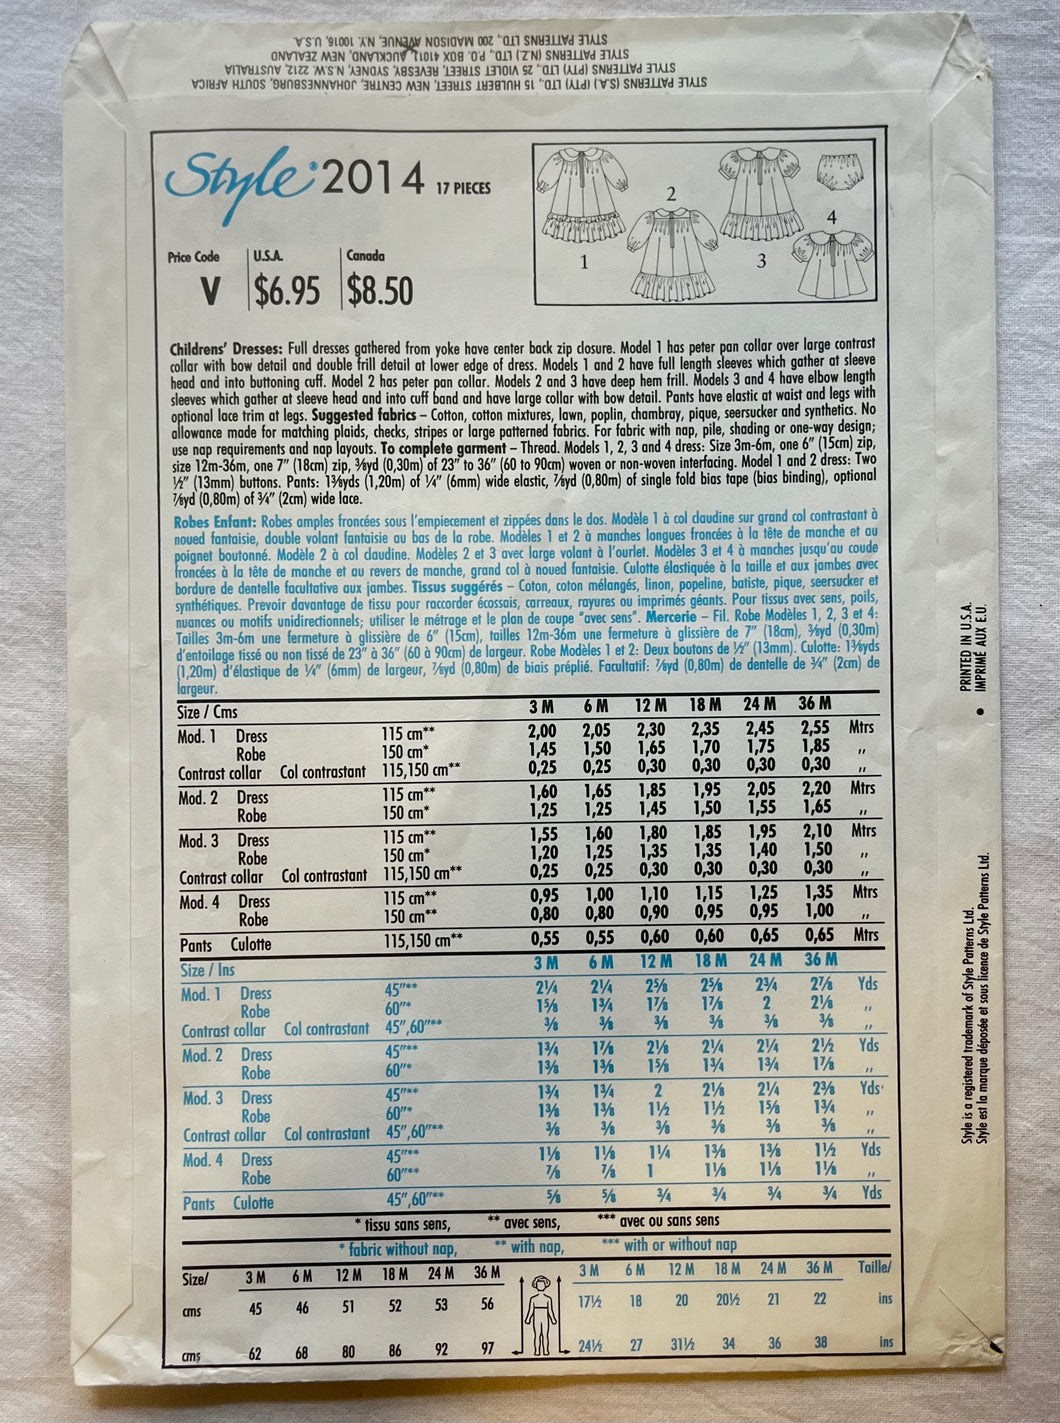 STYLE PATTERNS (S.A.) (PTY) LTD., 15 HULBERT STREET, NEW CENTRE, JOHANNESBURG, SOUTH AFRICA
STYLE PATTERNS (PTY) LTD., 25 VIOLET STREET, REVESBY, SYDNEY, N.S.W. 2212, AUSTRALIA
STYLE PATTERNS (N.Z.) LTD., P.O. BOX 41011, AUCKLAND, NEW ZEALAND
STYLE PATTERNS LTD., 200 MADISON AVENUE, N.Y. 10016, U.S.A.
Style® 2014 17 PIECES
Price Code U.S.A. Canada
V $6.95 $8.50
1 2 3 4
Childrens' Dresses: Full dresses gathered from yoke have center back zip closure. Model 1 has peter pan collar over large contrast
collar with bow detail and double frill detail at lower edge of dress. Models 1 and 2 have full length sleeves which gather at sleeve
head and into buttoning cuff. Model 2 has peter pan collar. Models 2 and 3 have deep hem frill. Models 3 and 4 have elbow length
sleeves which gather at sleeve head and into cuff band and have large collar with bow detail. Pants have elastic at waist and legs with
optional lace trim at legs. Suggested fabrics – Cotton, cotton mixtures, lawn, poplin, chambray, pique, seersucker and synthetics. No
allowance made for matching plaids, checks, stripes or large patterned fabrics. For fabric with nap, pile, shading or one-way design;
use nap requirements and nap layouts. To complete garment – Thread. Models 1, 2, 3 and 4 dress: Size 3m-6m, one 6" (15cm) zip,
size 12m-36m, one 7" (18cm) zip, ⅜yd (0,30m) of 23" to 36" (60 to 90cm) woven or non-woven interfacing. Model 1 and 2 dress: Two
½" (13mm) buttons. Pants: 1⅜yds (1,20m) of ¼" (6mm) wide elastic, ⅞yd (0,80m) of single fold bias tape (bias binding), optional
⅞yd (0,80m) of ¾" (2cm) wide lace.
Robes Enfant: Robes amples froncées sous l'empiecement et zippées dans le dos. Modèle 1 à col claudine sur grand col contrastant à
noued fantaisie, double volant fantaisie au bas de la robe. Modèles 1 et 2 à manches longues froncées à la tête de manche et au
poignet boutonné. Modèle 2 à col claudine. Modèles 2 et 3 avec large volant à l'ourlet. Modèles 3 et 4 à manches jusqu'au coude
froncées à la tête de manche et au revers de manche, grand col à noued fantaisie. Culotte élastiquée à la taille et aux jambes avec
bordure de dentelle facultative aux jambes. Tissus suggérés – Coton, coton mélangés, linon, popeline, batiste, pique, seersucker et
synthétiques. Prevoir davantage de tissu pour raccorder écossais, carreaux, rayures ou imprimés géants. Pour tissus avec sens, poils,
nuances ou motifs unidirectionnels; utiliser le métrage et le plan de coupe "avec sens". Mercerie – Fil. Robe Modèles 1, 2, 3 et 4:
Tailles 3m-6m une fermeture à glissière de 6" (15cm), tailles 12m-36m une fermeture à glissière de 7" (18cm), ⅜yd (0,30m)
d'entoilage tissé ou non tissé de 23" à 36" (60 à 90cm) de largeur. Robe Modèles 1 et 2: Deux boutons de ½" (13mm). Culotte: 1⅜yds
(1,20m) d'élastique de ¼" (6mm) de largeur, ⅞yd (0,80m) de biais préplié. Facultatif: ⅞yd (0,80m) de dentelle de ¾" (2cm) de
largeur.
Size / Cms 3 M 6 M 12 M 18 M 24 M 36 M
Mod. 1 Dress 115 cm** 2,00 2,05 2,30 2,35 2,45 2,55 Mtrs
Robe 150 cm* 1,45 1,50 1,65 1,70 1,75 1,85 ,,
Contrast collar Col contrastant 115,150 cm** 0,25 0,25 0,30 0,30 0,30 0,30 ,,
Mod. 2 Dress 115 cm** 1,60 1,65 1,85 1,95 2,05 2,20 Mtrs
Robe 150 cm* 1,25 1,25 1,45 1,50 1,55 1,65 ,,
Mod. 3 Dress 115 cm** 1,55 1,60 1,80 1,85 1,95 2,10 Mtrs
Robe 150 cm* 1,20 1,25 1,35 1,35 1,40 1,50 ,,
Contrast collar Col contrastant 115,150 cm** 0,25 0,25 0,30 0,30 0,30 0,30 ,,
Mod. 4 Dress 115 cm** 0,95 1,00 1,10 1,15 1,25 1,35 Mtrs
Robe 150 cm** 0,80 0,80 0,90 0,95 0,95 1,00 ,,
Pants Culotte 115,150 cm** 0,55 0,55 0,60 0,60 0,65 0,65 Mtrs
Size / Ins 3 M 6 M 12 M 18 M 24 M 36 M
Mod. 1 Dress 45"** 2¼ 2¼ 2⅝ 2⅝ 2¾ 2⅞ Yds
Robe 60"* 1⅝ 1¾ 1⅞ 1⅞ 2 2⅛ ,,
Contrast collar Col contrastant 45",60"** ⅜ ⅜ ⅜ ⅜ ⅜ ⅜ ,,
Mod. 2 Dress 45"** 1¾ 1⅞ 2⅛ 2¼ 2¼ 2½ Yds
Robe 60"* 1⅜ 1⅜ 1⅝ 1¾ 1¾ 1⅞ ,,
Mod. 3 Dress 45"** 1¾ 1¾ 2 2⅛ 2¼ 2⅜ Yds
Robe 60"* 1⅜ 1⅜ 1½ 1½ 1⅝ 1¾ ,,
Contrast collar Col contrastant 45",60"** ⅜ ⅜ ⅜ ⅜ ⅜ ⅜ ,,
Mod. 4 Dress 45"** 1⅛ 1⅛ 1¼ 1⅜ 1⅜ 1½ Yds
Robe 60"** ⅞ ⅞ 1 1⅛ 1⅛ 1⅛ ,,
Pants Culotte 45",60"** ⅝ ⅝ ¾ ¾ ¾ ¾ Yds
* tissu sans sens, ** avec sens, *** avec ou sans sens
* fabric without nap, ** with nap, *** with or without nap
Size/ 3 M 6 M 12 M 18 M 24 M 36 M 3 M 6 M 12 M 18 M 24 M 36 M Taille/
cms 45 46 51 52 53 56 17½ 18 20 20½ 21 22 ins
cms 62 68 80 86 92 97 24½ 27 31½ 34 36 38 ins
Style is a registered trademark of Style Patterns Ltd. PRINTED IN U.S.A.
Style est la marque déposée et sous licence de Style Patterns Ltd. • IMPRIMÉ AUX E.U.